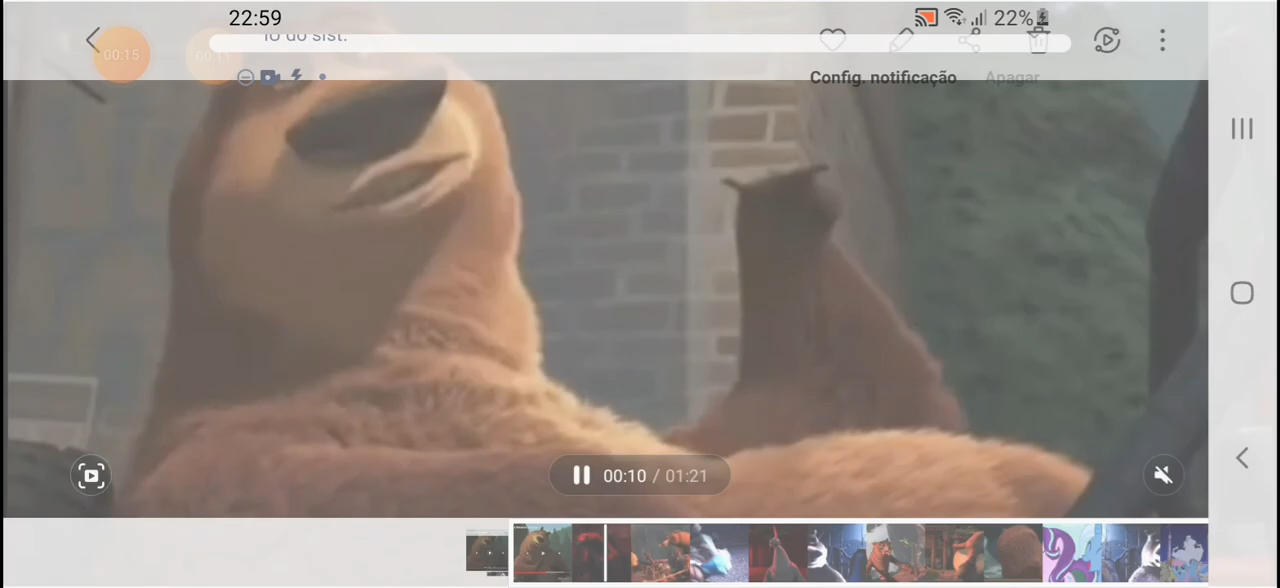 22:59
22%
00:15
00:11
lo do sist.
Config. notificação
Apagar
00:10 / 01:21